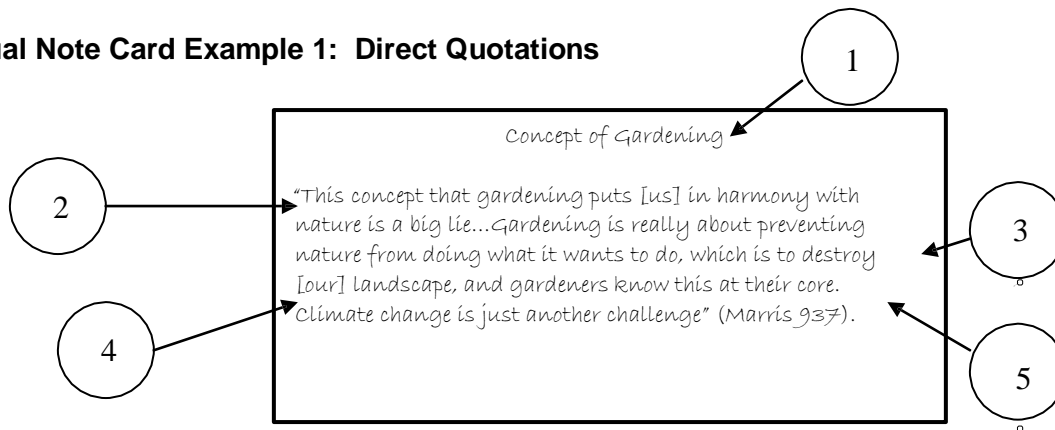 ual Note Card Example 1: Direct Quotations
1
Concept of Gardening
2
"This concept that gardening puts [us] in harmony with
nature is a big lie...Gardening is really about preventing
nature from doing what it wants to do, which is to destroy
[our] landscape, and gardeners know this at their core.
Climate change is just another challenge" (Marris 937).
3
4
5